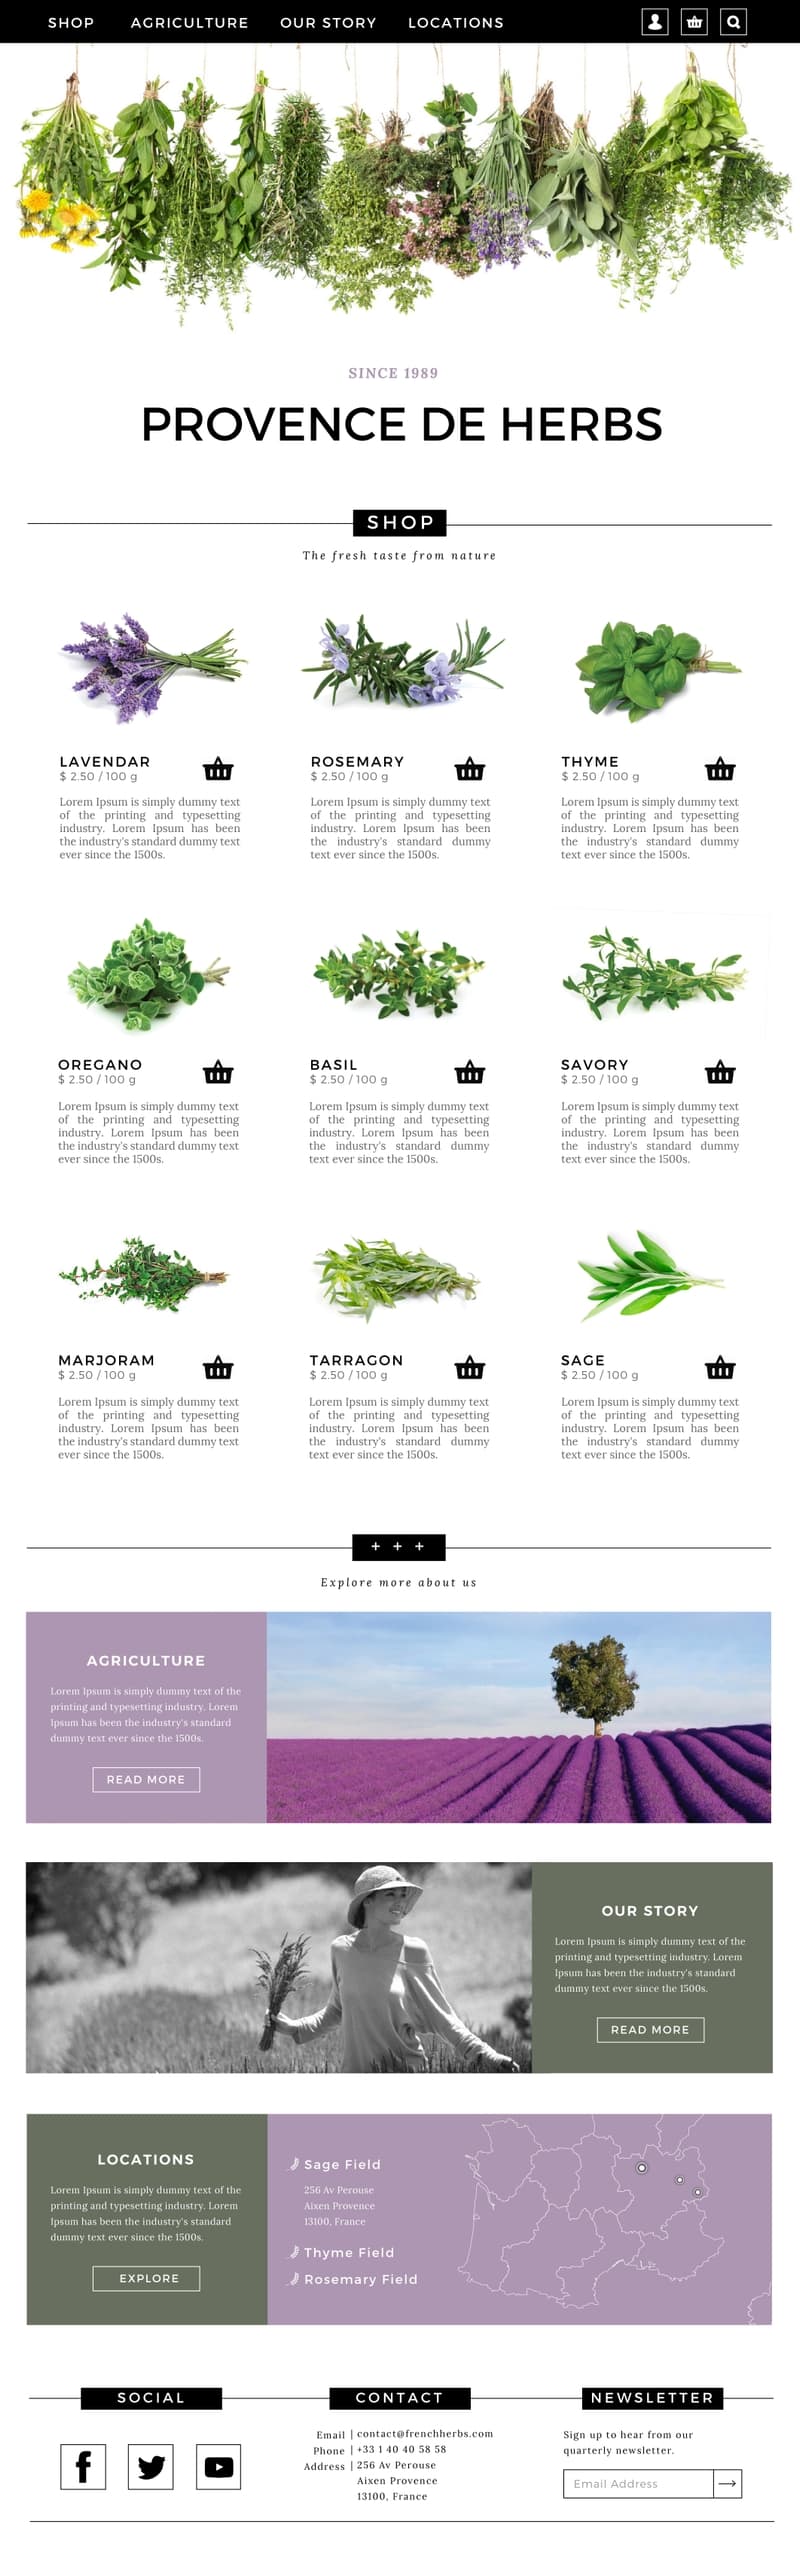 SHOP AGRICULTURE OUR STORY LOCATIONS
SINCE 1989
PROVENCE DE HERBS
SHOP
The fresh taste from nature
LAVENDAR
$ 2.50 / 100 g
Lorem Ipsum is simply dummy text
of the printing and typesetting
industry. Lorem Ipsum has been
the industry's standard dummy text
ever since the 1500s.
ROSEMARY
$ 2.50 / 100 g
Lorem Ipsum is simply dummy text
of the printing and typesetting
industry. Lorem Ipsum has been
the industry's standard dummy
text ever since the 1500s.
THYME
$ 2.50 / 100 g
Lorem Ipsum is simply dummy text
of the printing and typesetting
industry. Lorem Ipsum has been
the industry's standard dummy
text ever since the 1500s.
OREGANO
$ 2.50 / 100 g
Lorem Ipsum is simply dummy text
of the printing and typesetting
industry. Lorem Ipsum has been
the industry's standard dummy text
ever since the 1500s.
BASIL
$ 2.50 / 100 g
Lorem Ipsum is simply dummy text
of the printing and typesetting
industry. Lorem Ipsum has been
the industry's standard dummy
text ever since the 1500s.
SAVORY
$ 2.50 / 100 g
Lorem Ipsum is simply dummy text
of the printing and typesetting
industry. Lorem Ipsum has been
the industry's standard dummy
text ever since the 1500s.
MARJORAM
$ 2.50 / 100 g
Lorem Ipsum is simply dummy text
of the printing and typesetting
industry. Lorem Ipsum has been
the industry's standard dummy text
ever since the 1500s.
TARRAGON
$ 2.50 / 100 g
Lorem Ipsum is simply dummy text
of the printing and typesetting
industry. Lorem Ipsum has been
the industry's standard dummy
text ever since the 1500s.
SAGE
$ 2.50 / 100 g
Lorem Ipsum is simply dummy text
of the printing and typesetting
industry. Lorem Ipsum has been
the industry's standard dummy
text ever since the 1500s.
+ + +
Explore more about us
AGRICULTURE
Lorem Ipsum is simply dummy text of the
printing and typesetting industry. Lorem
Ipsum has been the industry's standard
dummy text ever since the 1500s.
READ MORE
OUR STORY
Lorem Ipsum is simply dummy text of the
printing and typesetting industry. Lorem
Ipsum has been the industry's standard
dummy text ever since the 1500s.
READ MORE
LOCATIONS
Lorem Ipsum is simply dummy text of the
printing and typesetting industry. Lorem
Ipsum has been the industry's standard
dummy text ever since the 1500s.
EXPLORE
Sage Field
256 Av Perouse
Aixen Provence
13100, France
Thyme Field
Rosemary Field
SOCIAL
CONTACT
Email | contact@frenchherbs.com
Phone | +33 1 40 40 58 58
Address | 256 Av Perouse
Aixen Provence
13100, France
NEWSLETTER
Sign up to hear from our
quarterly newsletter.
Email Address